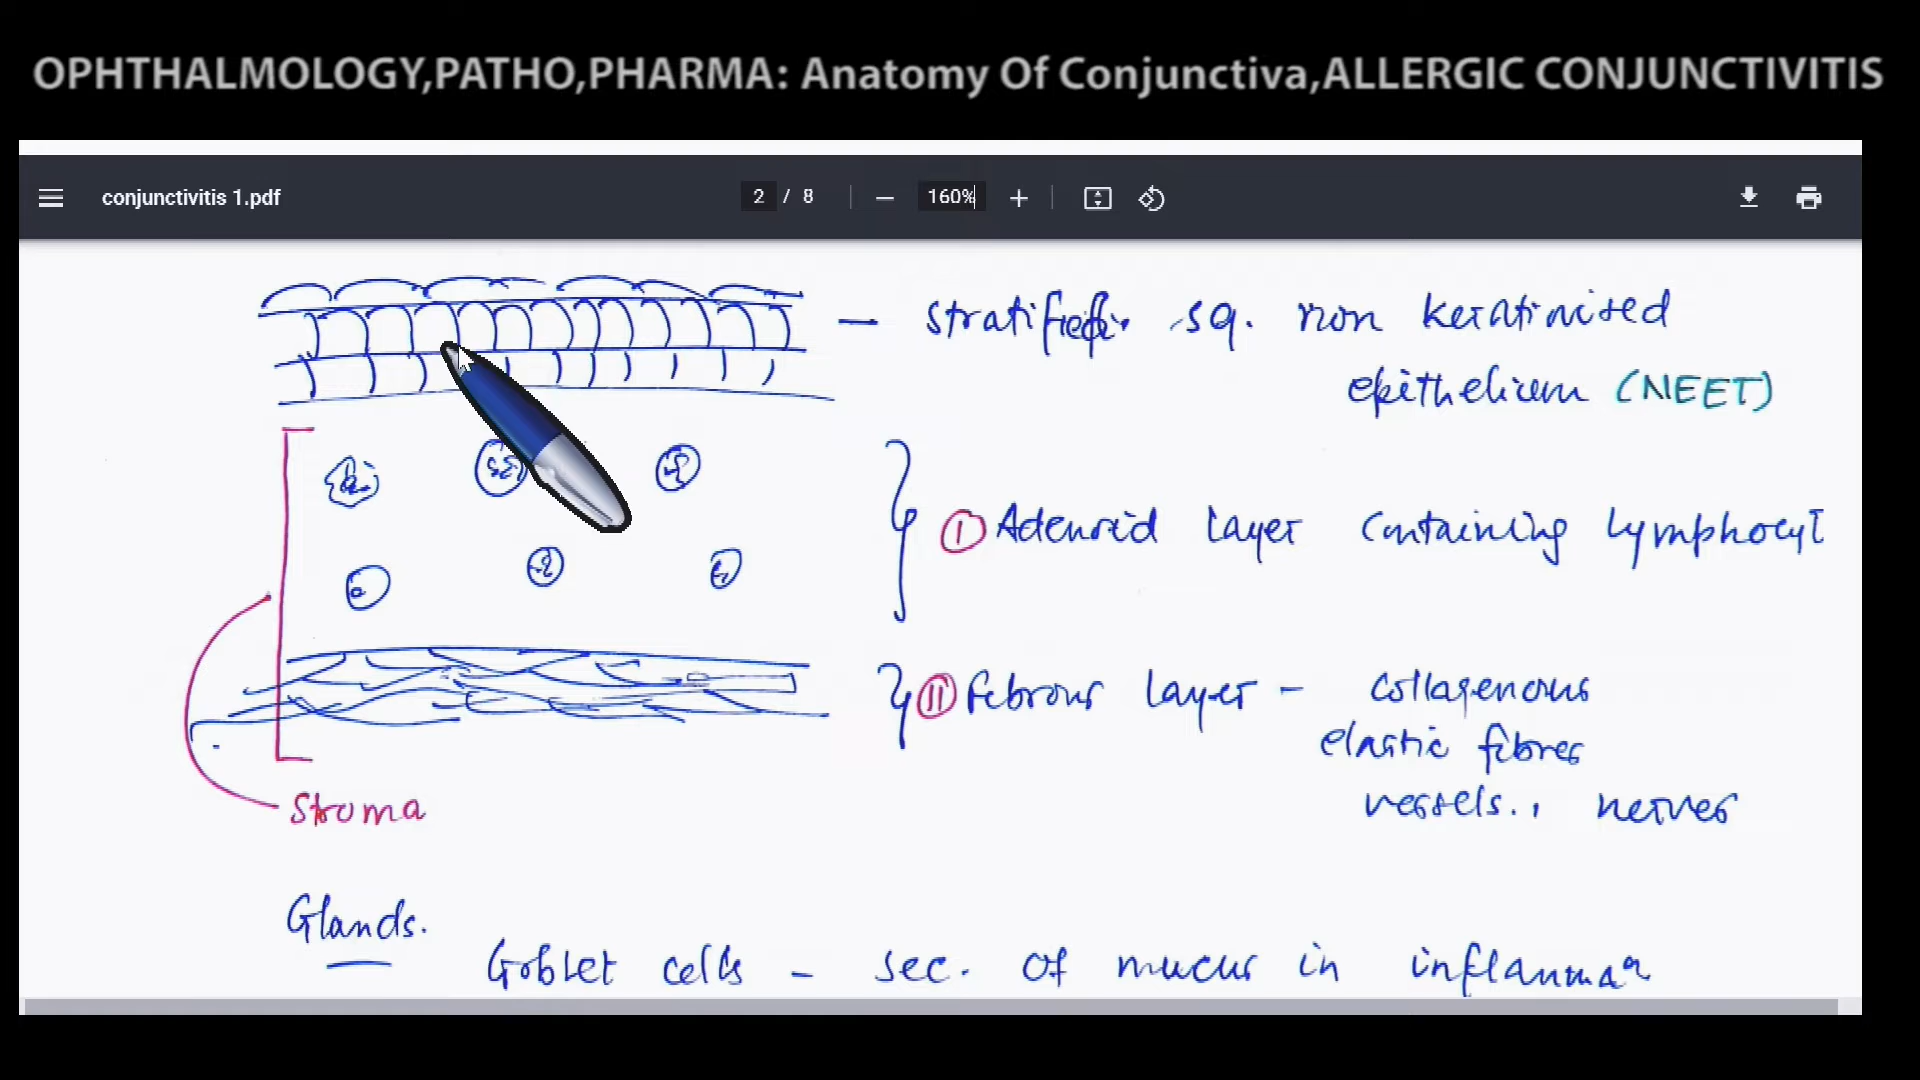 OPHTHALMOLOGY,PATHO,PHARMA: Anatomy Of Conjunctiva,ALLERGIC CONJUNCTIVITIS
conjunctivitis 1.pdf
2 / 8
160%
stratified sq. non keratinised
epithelium (NEET)
I Adenoid layer containing lymphocyt
II Fibrous layer - collagenous
elastic fibres
vessels., nerves
Stroma
Glands.
Goblet cells - sec. of mucus in inflamma